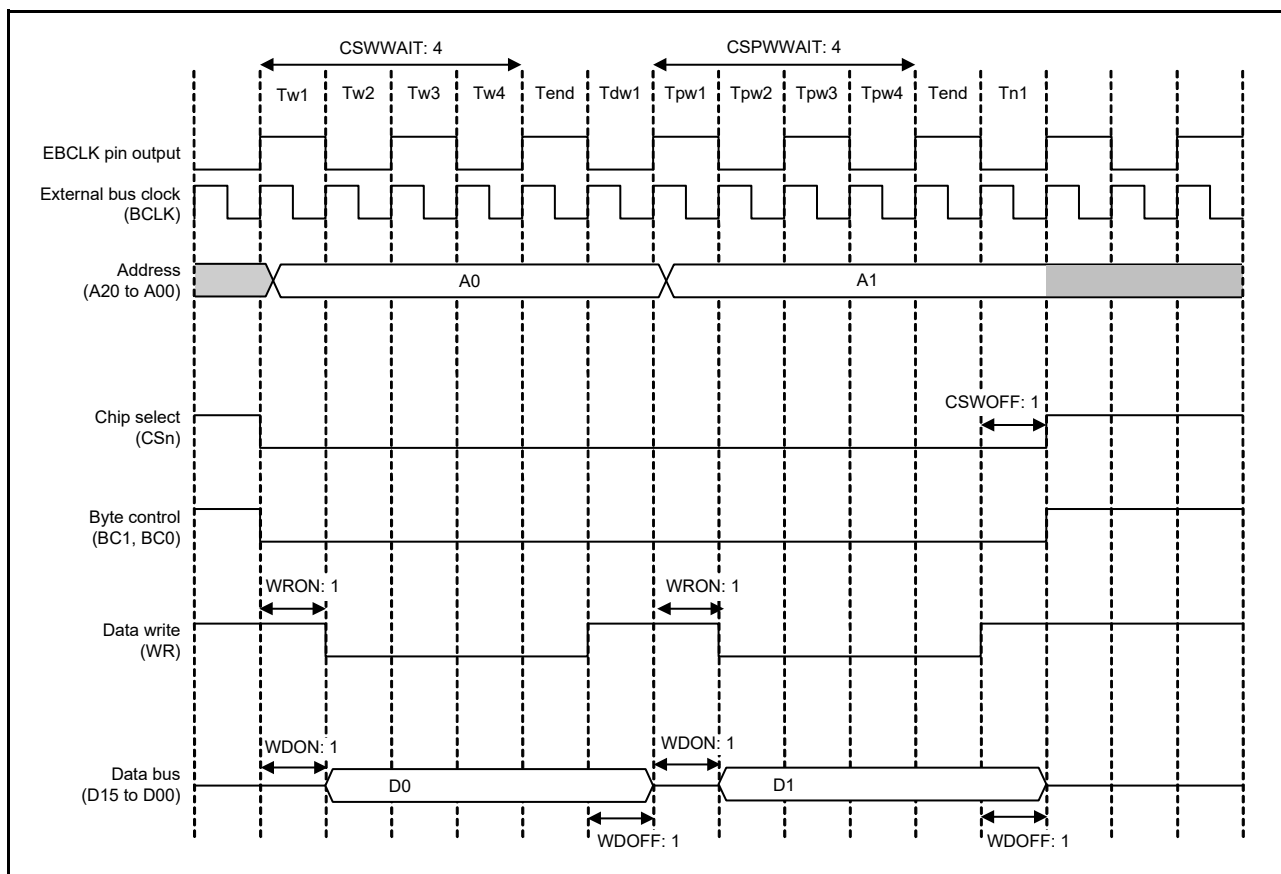 CSWWAIT: 4 CSPWWAIT: 4
Tw1 Tw2 Tw3 Tw4 Tend Tdw1 Tpw1 Tpw2 Tpw3 Tpw4 Tend Tn1
EBCLK pin output
External bus clock
(BCLK)
Address
(A20 to A00)
A0 A1
CSWOFF: 1
Chip select
(CSn)
Byte control
(BC1, BC0)
WRON: 1 WRON: 1
Data write
(WR)
WDON: 1 WDON: 1
Data bus
(D15 to D00)
D0 D1
WDOFF: 1 WDOFF: 1